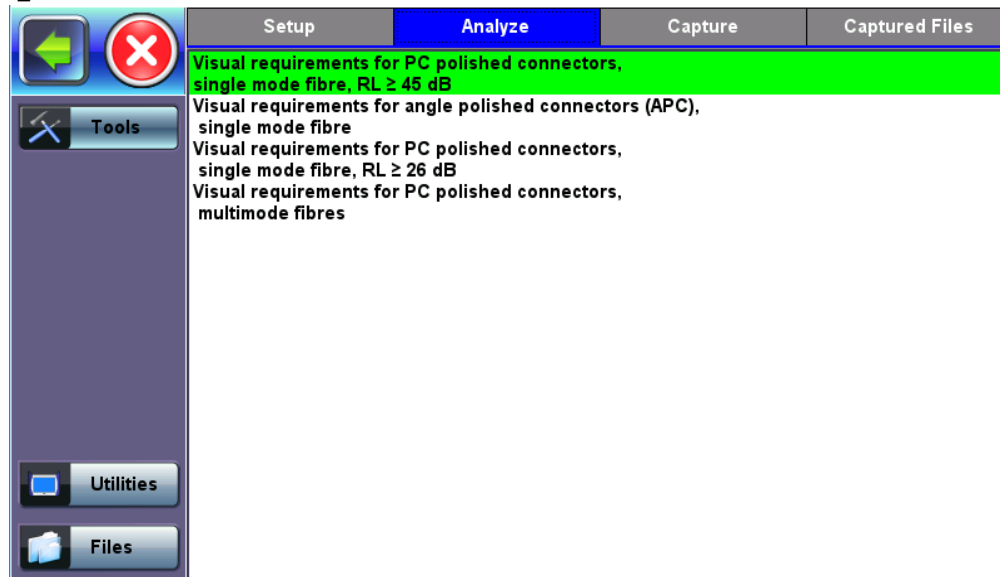 Setup
Analyze
Capture
Captured Files
Visual requirements for PC polished connectors,
single mode fibre, RL ≥ 45 dB
Visual requirements for angle polished connectors (APC),
single mode fibre
Visual requirements for PC polished connectors,
single mode fibre, RL ≥ 26 dB
Visual requirements for PC polished connectors,
multimode fibres
Tools
Utilities
Files